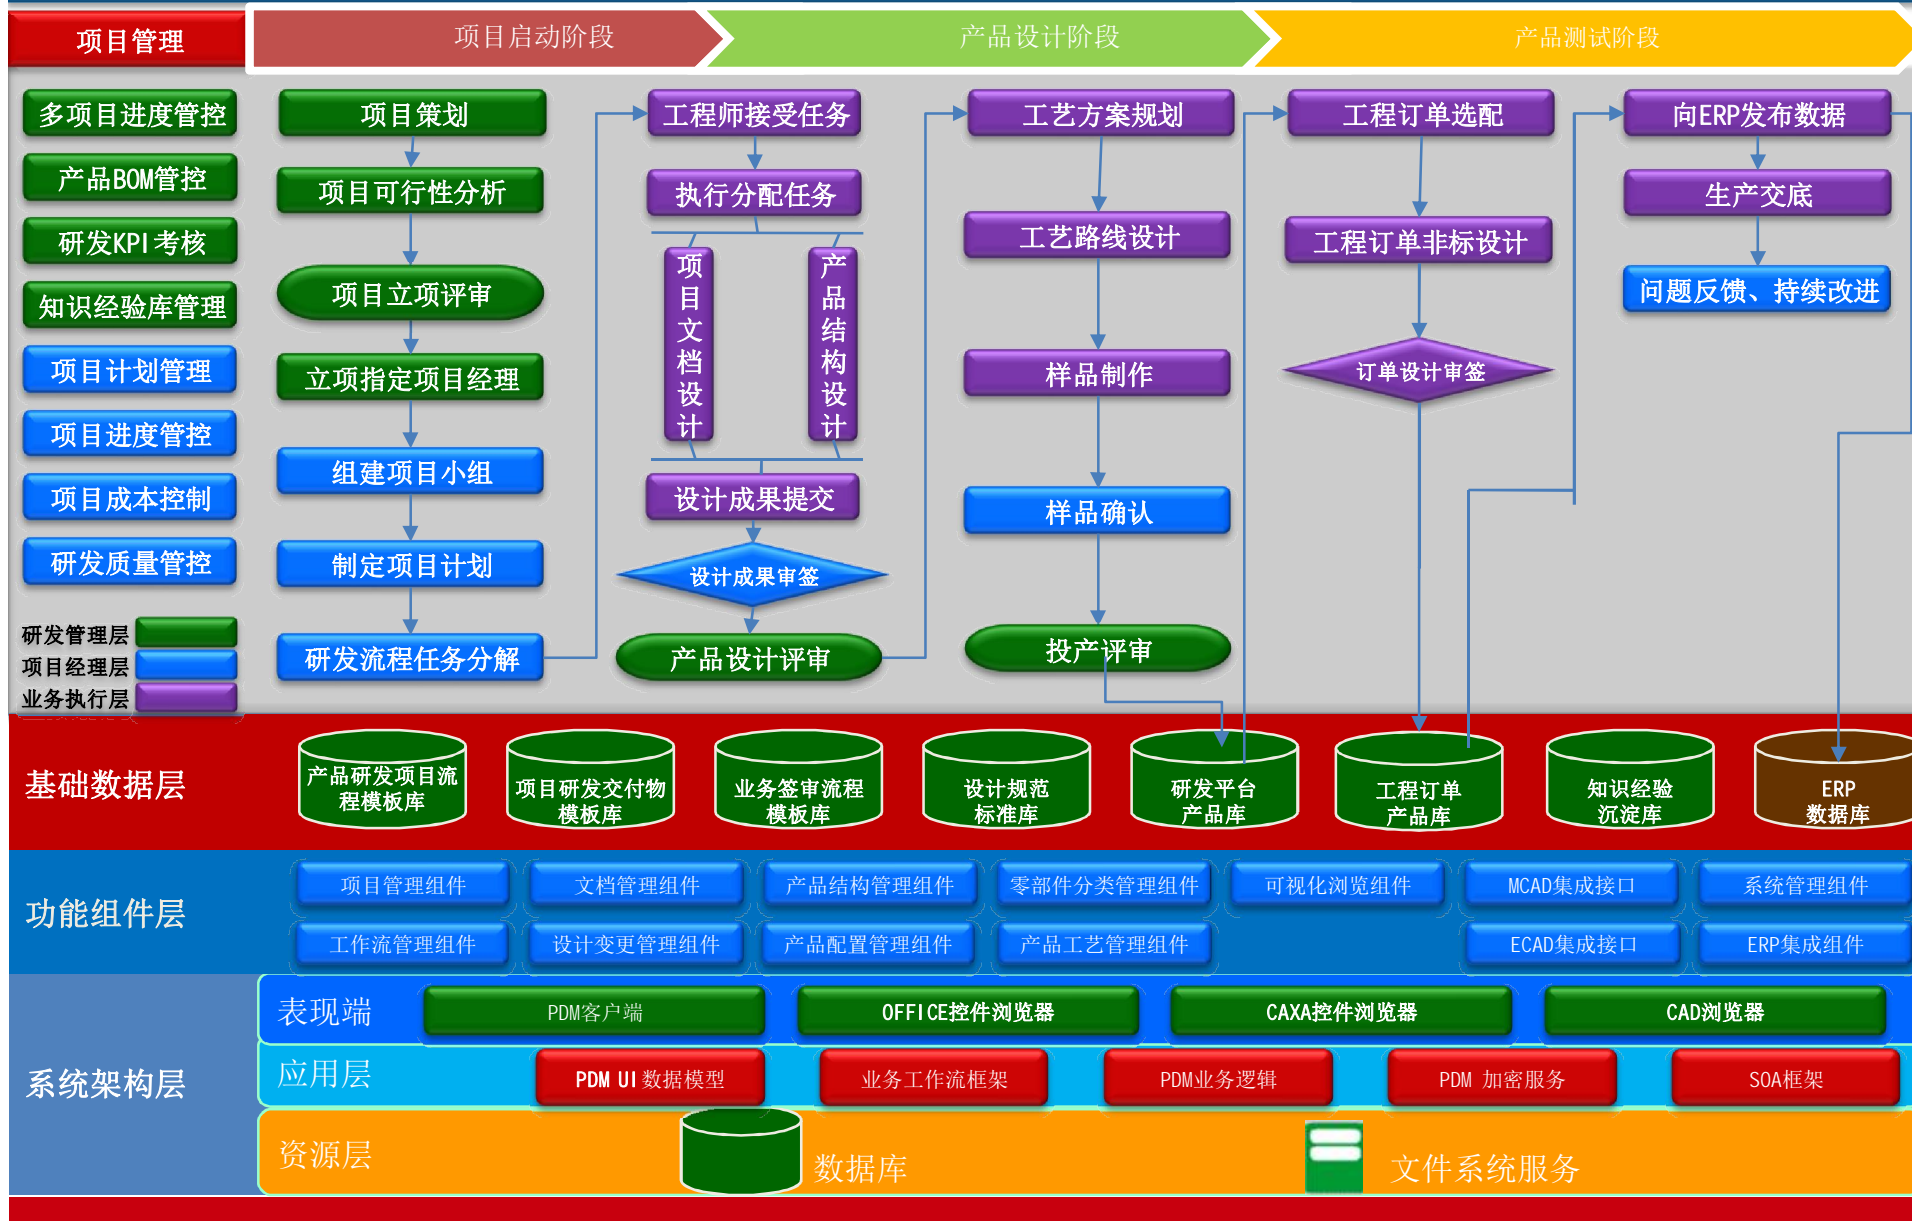 项目管理
项目启动阶段
产品设计阶段
产品测试阶段
多项目进度管控
产品BOM管控
研发KPI考核
知识经验库管理
项目计划管理
项目进度管控
项目成本控制
研发质量管控
研发管理层
项目经理层
业务执行层
项目策划
项目可行性分析
项目立项评审
立项指定项目经理
组建项目小组
制定项目计划
研发流程任务分解
工程师接受任务
执行分配任务
项目文档设计
产品结构设计
设计成果提交
设计成果审签
产品设计评审
工艺方案规划
工艺路线设计
样品制作
样品确认
投产评审
工程订单选配
工程订单非标设计
订单设计审签
向ERP发布数据
生产交底
问题反馈、持续改进
基础数据层
产品研发项目流
程模板库
项目研发交付物
模板库
业务签审流程
模板库
设计规范
标准库
研发平台
产品库
工程订单
产品库
知识经验
沉淀库
ERP
数据库
功能组件层
项目管理组件
文档管理组件
产品结构管理组件
零部件分类管理组件
可视化浏览组件
MCAD集成接口
系统管理组件
工作流管理组件
设计变更管理组件
产品配置管理组件
产品工艺管理组件
ECAD集成接口
ERP集成组件
系统架构层
表现端
PDM客户端
OFFICE控件浏览器
CAXA控件浏览器
CAD浏览器
应用层
PDM UI 数据模型
业务工作流框架
PDM业务逻辑
PDM 加密服务
SOA框架
资源层
数据库
文件系统服务